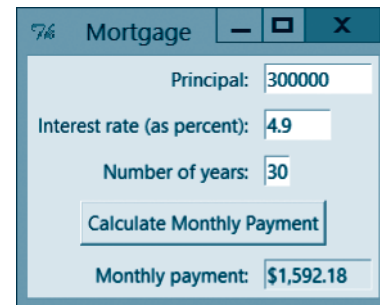 Mortgage
Principal: 300000
Interest rate (as percent): 4.9
Number of years: 30
Calculate Monthly Payment
Monthly payment: $1,592.18